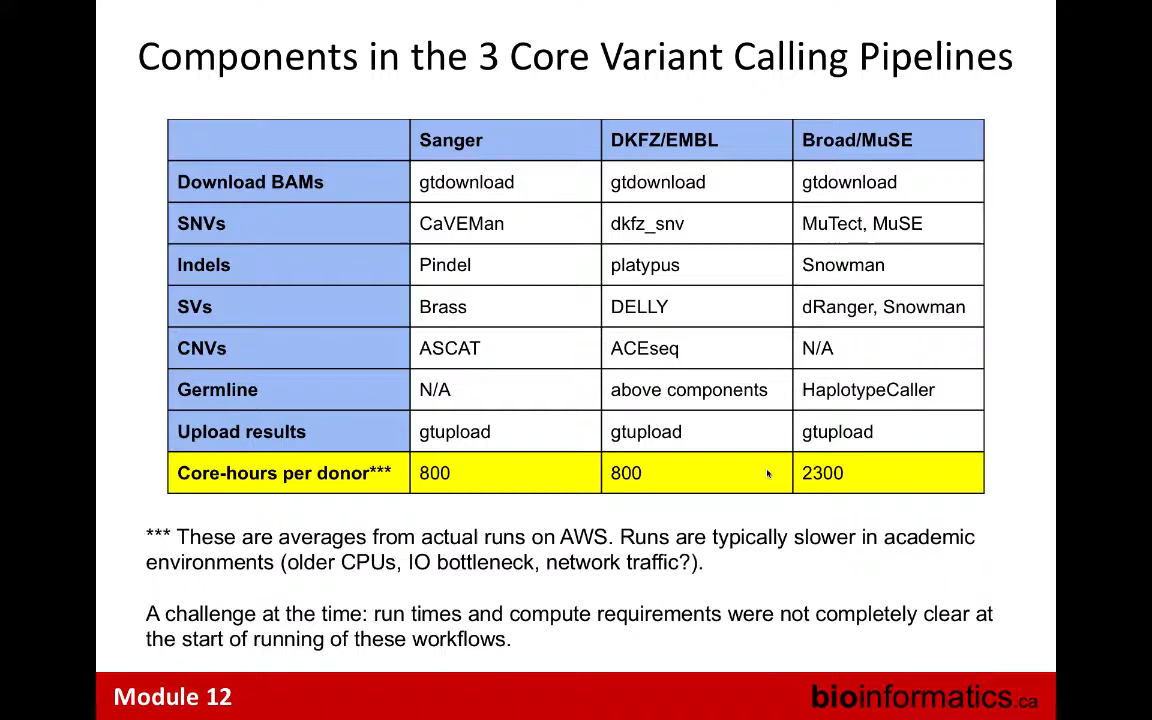 Components in the 3 Core Variant Calling Pipelines
Sanger DKFZ/EMBL Broad/MuSE
Download BAMs gtdownload gtdownload gtdownload
SNVs CaVEMan dkfz_snv MuTect, MuSE
Indels Pindel platypus Snowman
SVs Brass DELLY dRanger, Snowman
CNVs ASCAT ACEseq N/A
Germline N/A above components HaplotypeCaller
Upload results gtupload gtupload gtupload
Core-hours per donor*** 800 800 2300
*** These are averages from actual runs on AWS. Runs are typically slower in academic
environments (older CPUs, IO bottleneck, network traffic?).
A challenge at the time: run times and compute requirements were not completely clear at
the start of running of these workflows.
Module 12 bioinformatics.ca